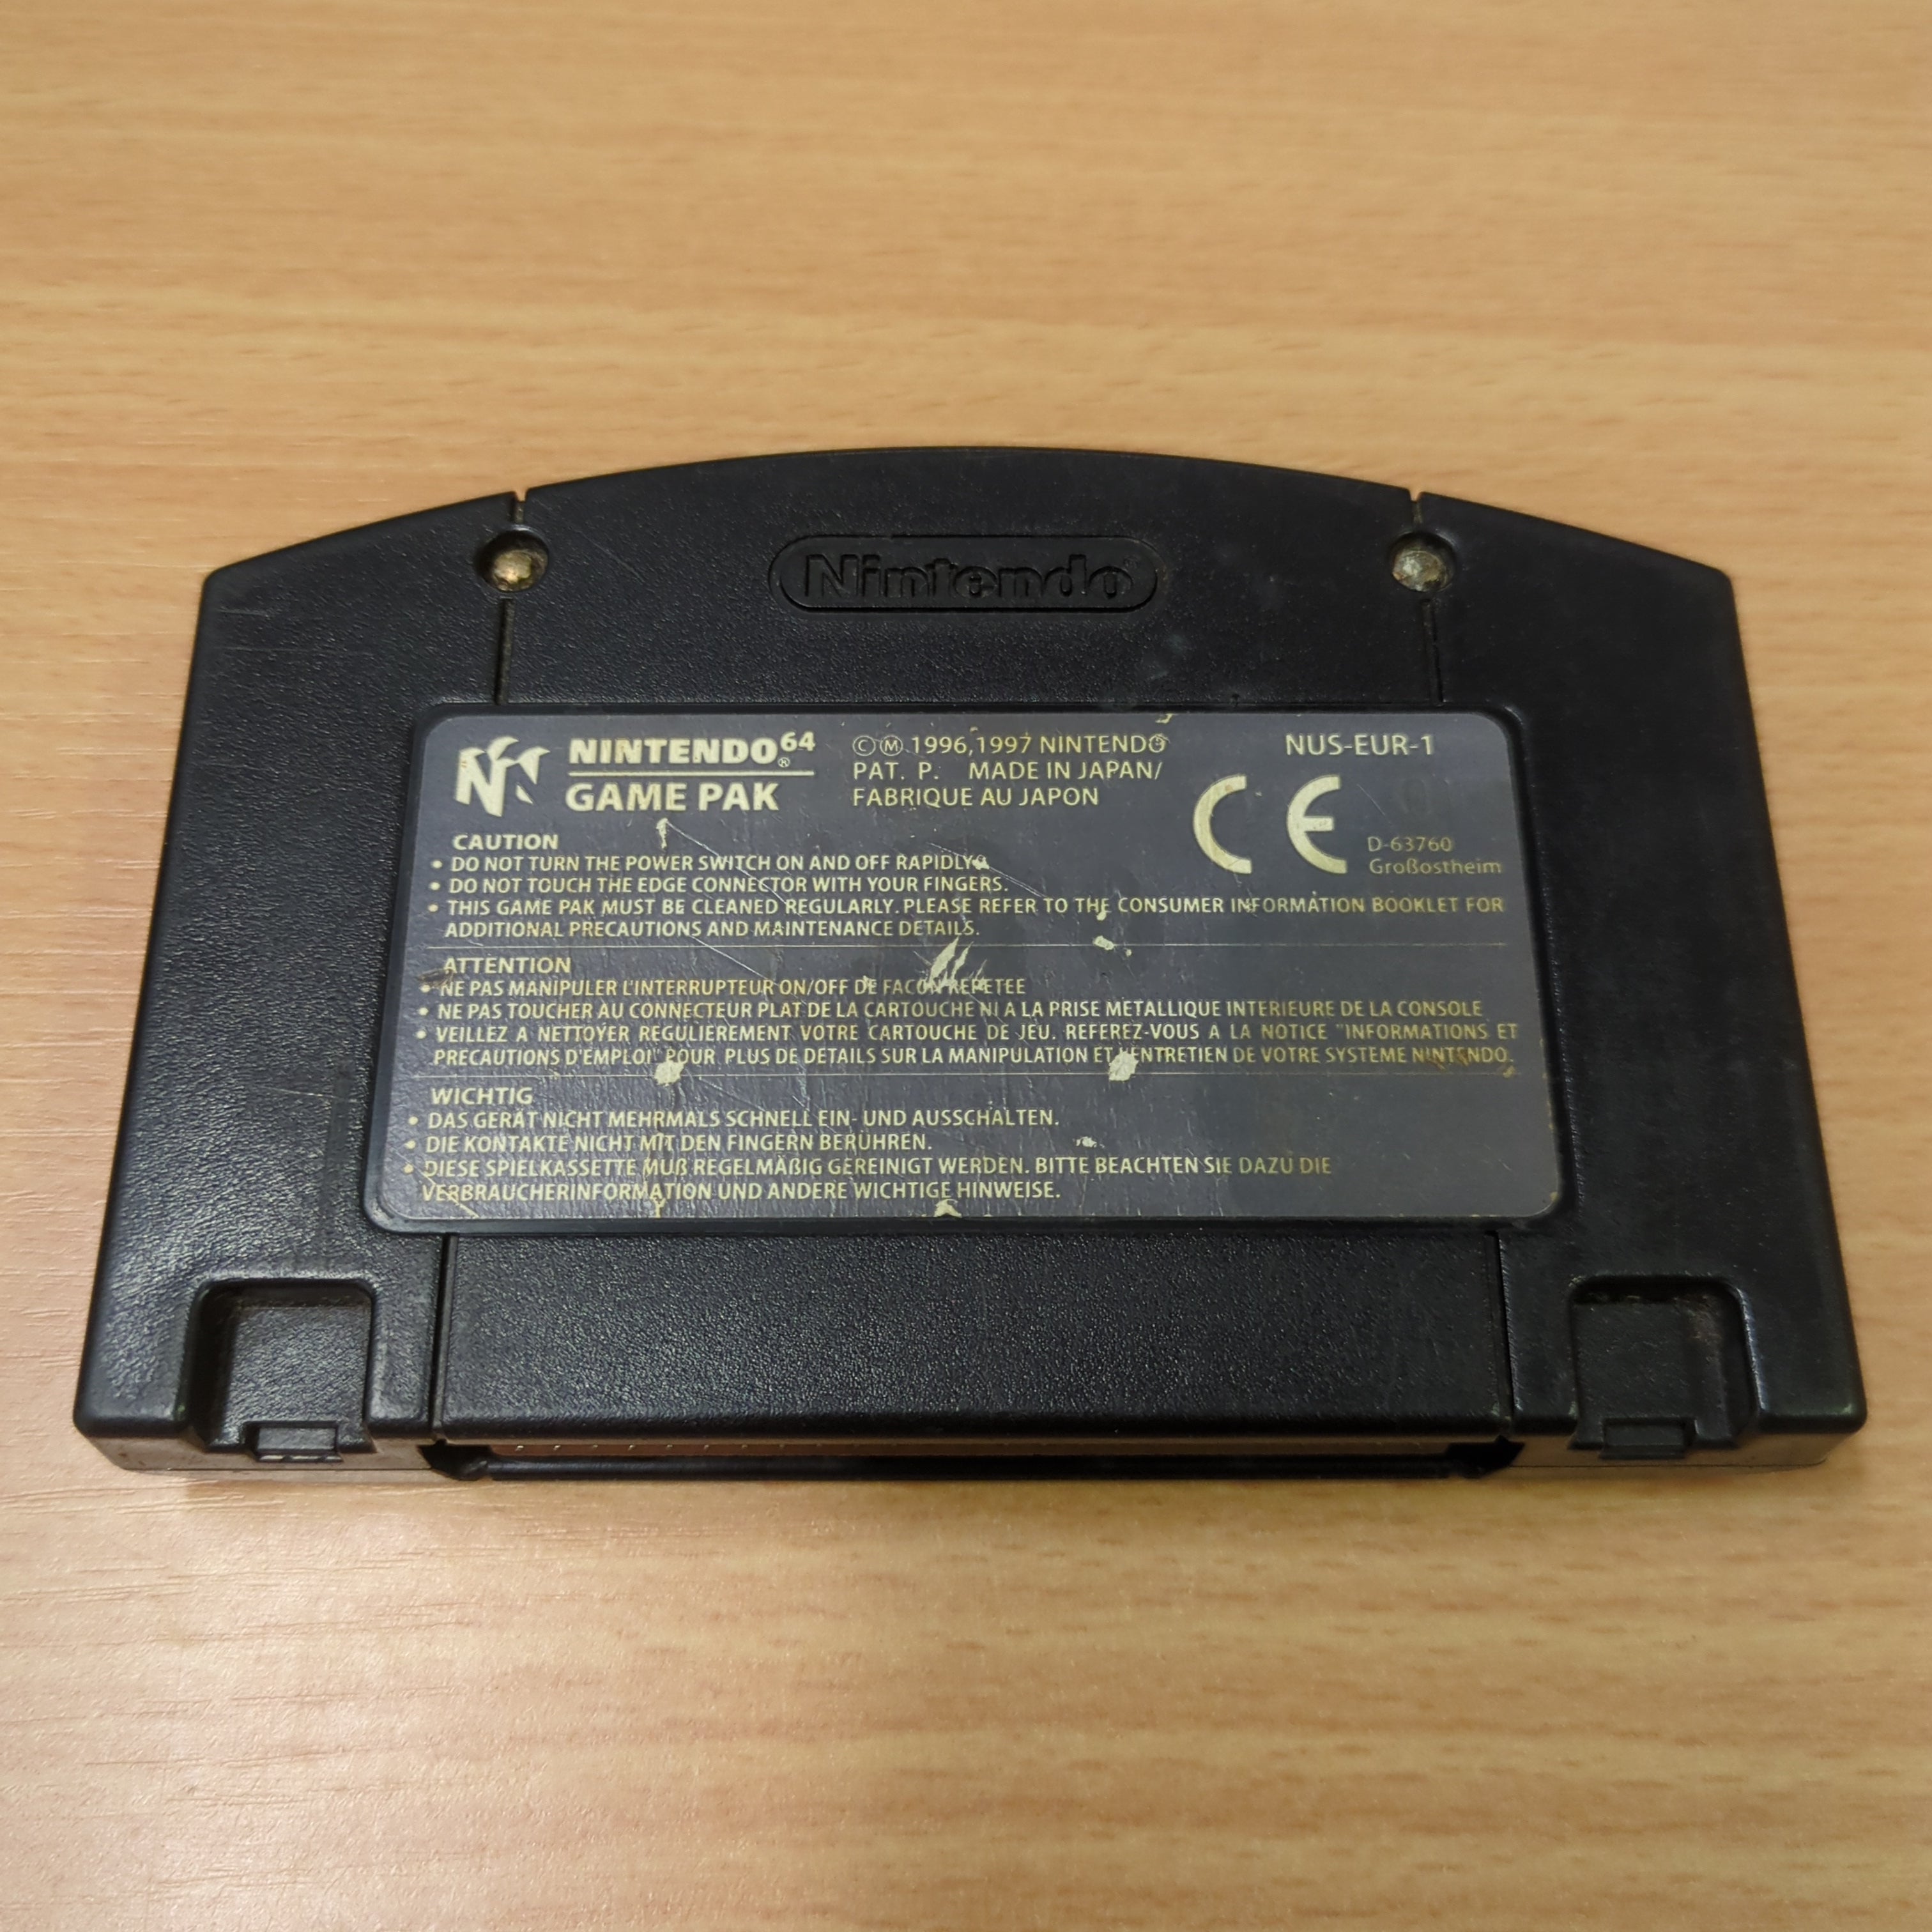 Nintendo
NINTENDO⁶⁴®
GAME PAK
©Ⓜ 1996,1997 NINTENDO
PAT. P. MADE IN JAPAN/
FABRIQUE AU JAPON
NUS-EUR-1
CE
D-63760
Großostheim
CAUTION
• DO NOT TURN THE POWER SWITCH ON AND OFF RAPIDLY.
• DO NOT TOUCH THE EDGE CONNECTOR WITH YOUR FINGERS.
• THIS GAME PAK MUST BE CLEANED REGULARLY. PLEASE REFER TO THE CONSUMER INFORMATION BOOKLET FOR
ADDITIONAL PRECAUTIONS AND MAINTENANCE DETAILS.
ATTENTION
• NE PAS MANIPULER L'INTERRUPTEUR ON/OFF DE FACON REPETEE
• NE PAS TOUCHER AU CONNECTEUR PLAT DE LA CARTOUCHE NI A LA PRISE METALLIQUE INTERIEURE DE LA CONSOLE
• VEILLEZ A NETTOYER REGULIEREMENT VOTRE CARTOUCHE DE JEU. REFEREZ-VOUS A LA NOTICE "INFORMATIONS ET
PRECAUTIONS D'EMPLOI" POUR PLUS DE DETAILS SUR LA MANIPULATION ET L'ENTRETIEN DE VOTRE SYSTEME NINTENDO.
WICHTIG
• DAS GERÄT NICHT MEHRMALS SCHNELL EIN- UND AUSSCHALTEN.
• DIE KONTAKTE NICHT MIT DEN FINGERN BERÜHREN.
• DIESE SPIELKASSETTE MUß REGELMÄßIG GEREINIGT WERDEN. BITTE BEACHTEN SIE DAZU DIE
VERBRAUCHERINFORMATION UND ANDERE WICHTIGE HINWEISE.